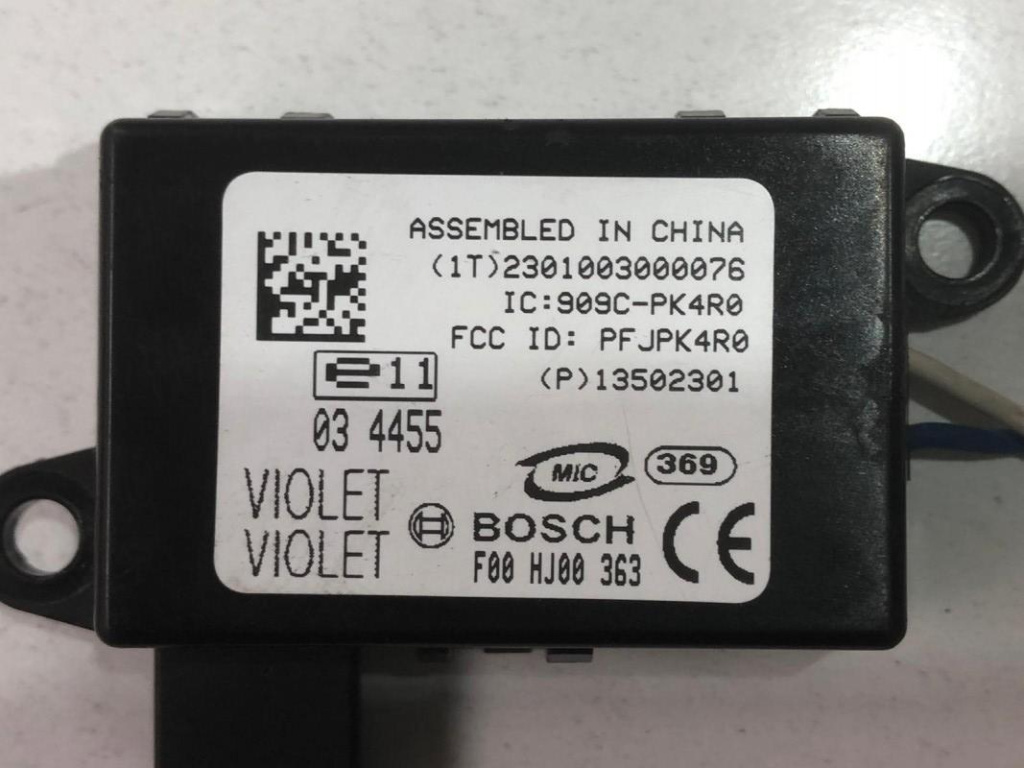 ASSEMBLED IN CHINA
(1T)2301003000076
IC:909C-PK4R0
FCC ID: PFJPK4R0
e11
(P)13502301
03 4455
MIC
369
VIOLET
VIOLET
BOSCH
CE
F00 HJ00 363